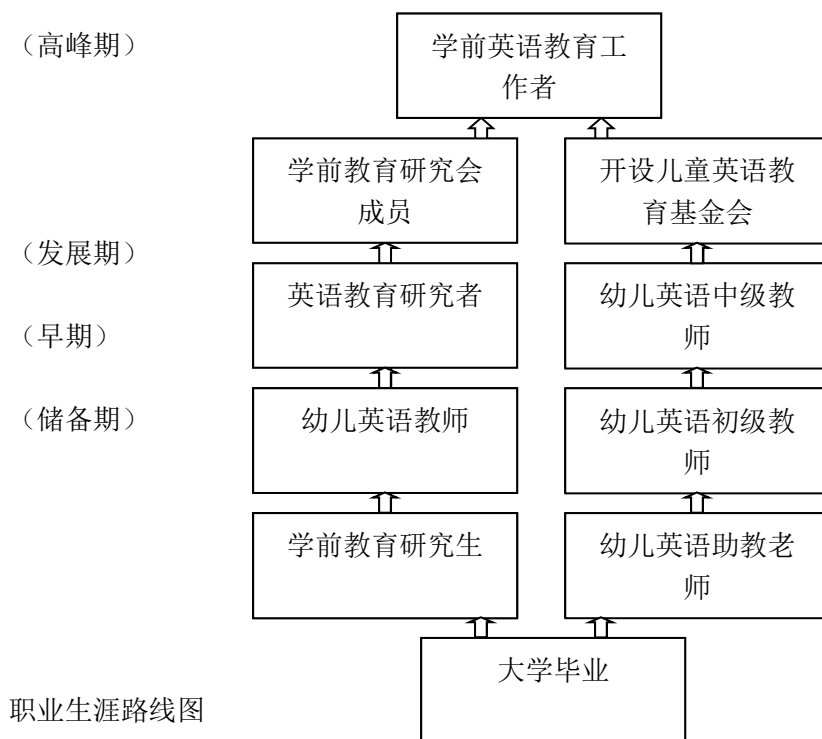 （高峰期）
学前英语教育工
作者
学前教育研究会
成员
开设儿童英语教
育基金会
（发展期）
英语教育研究者
幼儿英语中级教
师
（早期）
（储备期）
幼儿英语教师
幼儿英语初级教
师
学前教育研究生
幼儿英语助教老
师
大学毕业
职业生涯路线图